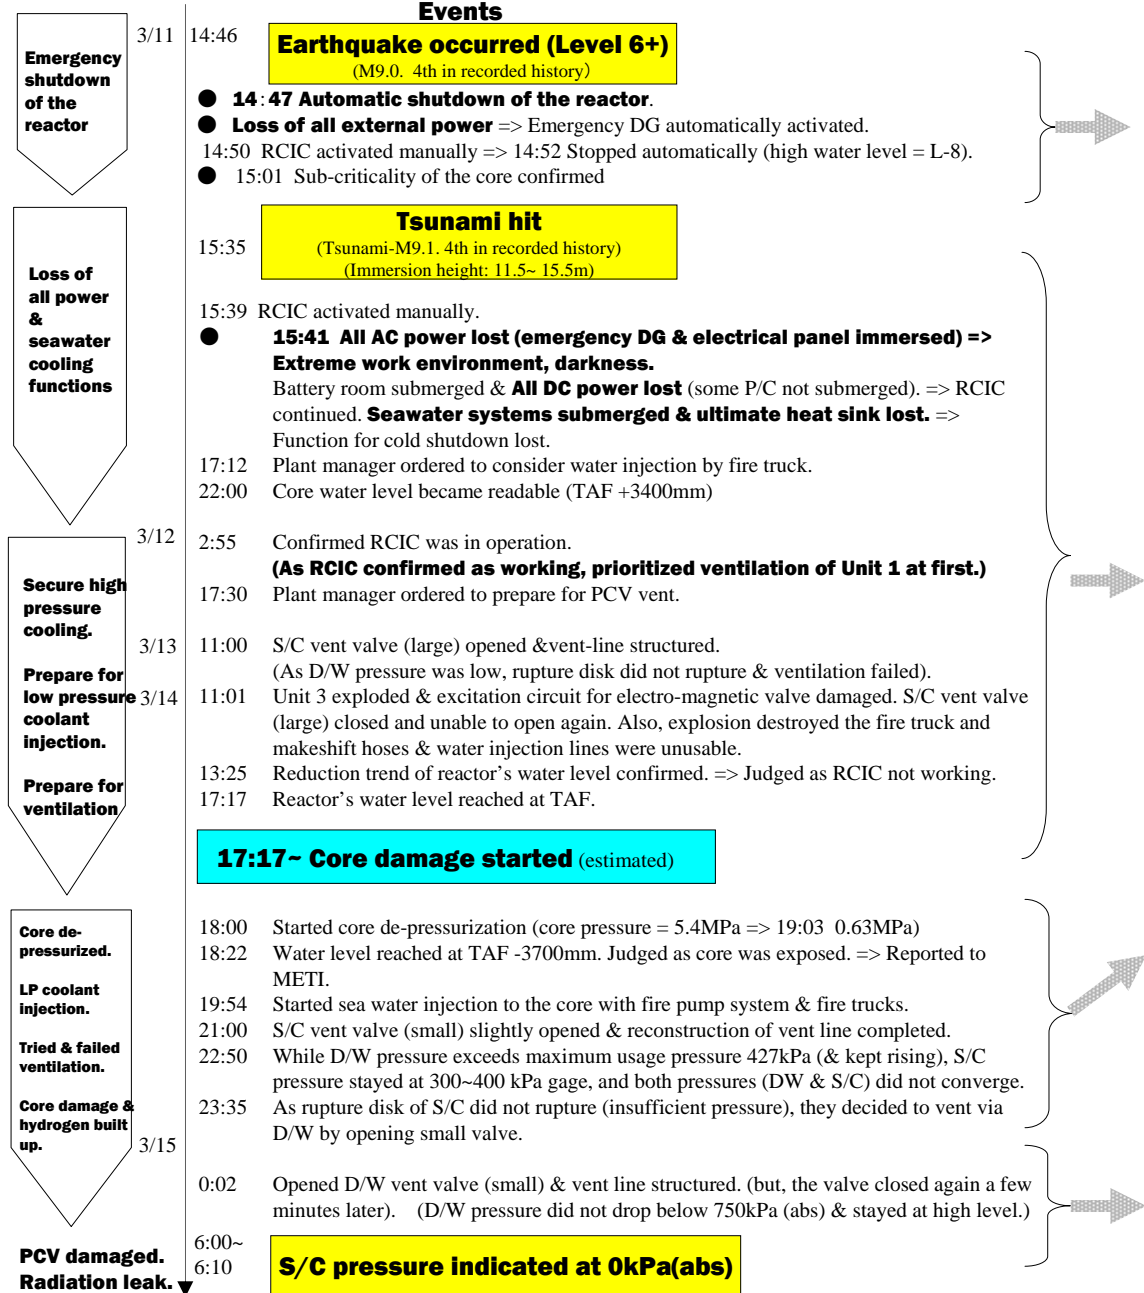 Events
3/11 14:46
Earthquake occurred (Level 6+)
(M9.0. 4th in recorded history)
Emergency
shutdown
of the
reactor
● 14:47 Automatic shutdown of the reactor.
● Loss of all external power => Emergency DG automatically activated.
14:50 RCIC activated manually => 14:52 Stopped automatically (high water level = L-8).
● 15:01 Sub-criticality of the core confirmed
Loss of
all power
&
seawater
cooling
functions
15:35
Tsunami hit
(Tsunami-M9.1. 4th in recorded history)
(Immersion height: 11.5~ 15.5m)
15:39 RCIC activated manually.
● 15:41 All AC power lost (emergency DG & electrical panel immersed) =>
Extreme work environment, darkness.
Battery room submerged & All DC power lost (some P/C not submerged). => RCIC
continued. Seawater systems submerged & ultimate heat sink lost. =>
Function for cold shutdown lost.
17:12 Plant manager ordered to consider water injection by fire truck.
22:00 Core water level became readable (TAF +3400mm)
Secure high
pressure
cooling.
Prepare for
low pressure
coolant
injection.
Prepare for
ventilation
3/12 2:55 Confirmed RCIC was in operation.
(As RCIC confirmed as working, prioritized ventilation of Unit 1 at first.)
17:30 Plant manager ordered to prepare for PCV vent.
3/13 11:00 S/C vent valve (large) opened &vent-line structured.
(As D/W pressure was low, rupture disk did not rupture & ventilation failed).
3/14 11:01 Unit 3 exploded & excitation circuit for electro-magnetic valve damaged. S/C vent valve
(large) closed and unable to open again. Also, explosion destroyed the fire truck and
makeshift hoses & water injection lines were unusable.
13:25 Reduction trend of reactor's water level confirmed. => Judged as RCIC not working.
17:17 Reactor's water level reached at TAF.
17:17~ Core damage started (estimated)
Core de-
pressurized.
LP coolant
injection.
Tried & failed
ventilation.
Core damage &
hydrogen built
up.
18:00 Started core de-pressurization (core pressure = 5.4MPa => 19:03 0.63MPa)
18:22 Water level reached at TAF -3700mm. Judged as core was exposed. => Reported to
METI.
19:54 Started sea water injection to the core with fire pump system & fire trucks.
21:00 S/C vent valve (small) slightly opened & reconstruction of vent line completed.
22:50 While D/W pressure exceeds maximum usage pressure 427kPa (& kept rising), S/C
pressure stayed at 300~400 kPa gage, and both pressures (DW & S/C) did not converge.
23:35 As rupture disk of S/C did not rupture (insufficient pressure), they decided to vent via
D/W by opening small valve.
3/15
0:02 Opened D/W vent valve (small) & vent line structured. (but, the valve closed again a few
minutes later). (D/W pressure did not drop below 750kPa (abs) & stayed at high level.)
PCV damaged.
Radiation leak.
6:00~
6:10
S/C pressure indicated at 0kPa(abs)